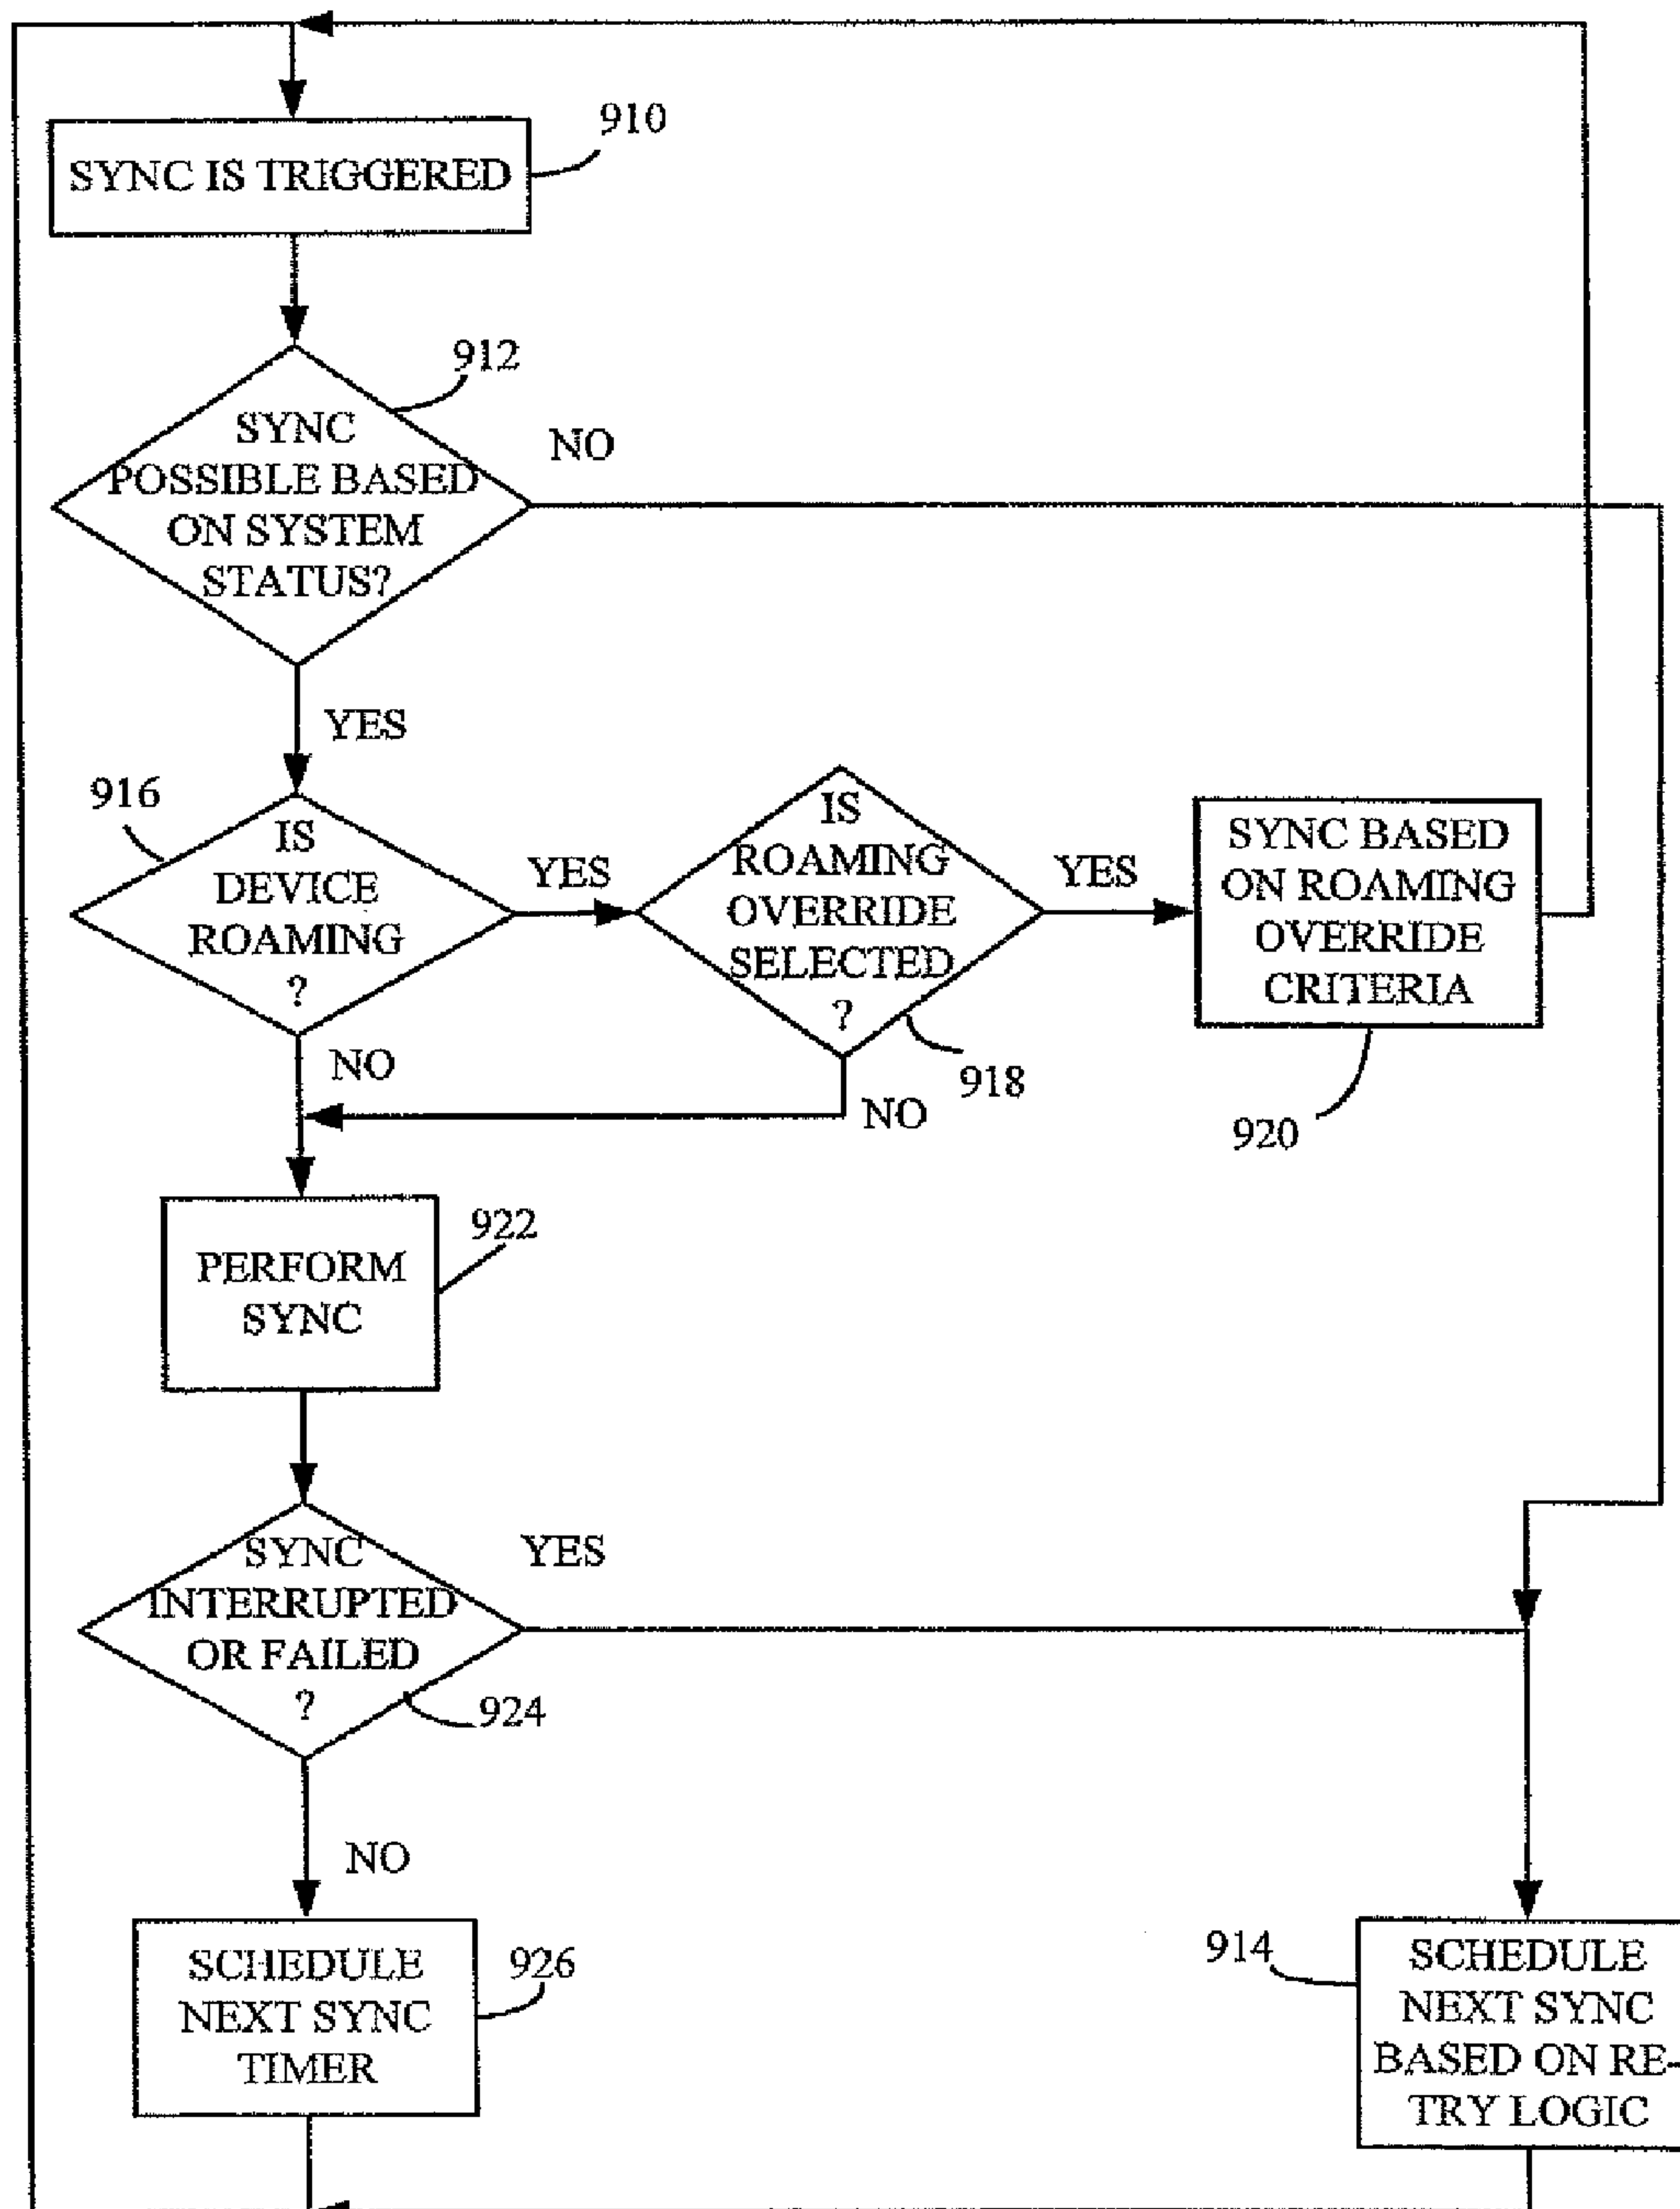 910
SYNC IS TRIGGERED
912
SYNC
POSSIBLE BASED
ON SYSTEM
STATUS?
NO
YES
916
IS
DEVICE
ROAMING
?
YES
IS
ROAMING
OVERRIDE
SELECTED
?
YES
SYNC BASED
ON ROAMING
OVERRIDE
CRITERIA
NO
918
NO
920
922
PERFORM
SYNC
SYNC
INTERRUPTED
OR FAILED
?
YES
924
NO
SCHEDULE
NEXT SYNC
TIMER
926
914
SCHEDULE
NEXT SYNC
BASED ON RE-
TRY LOGIC